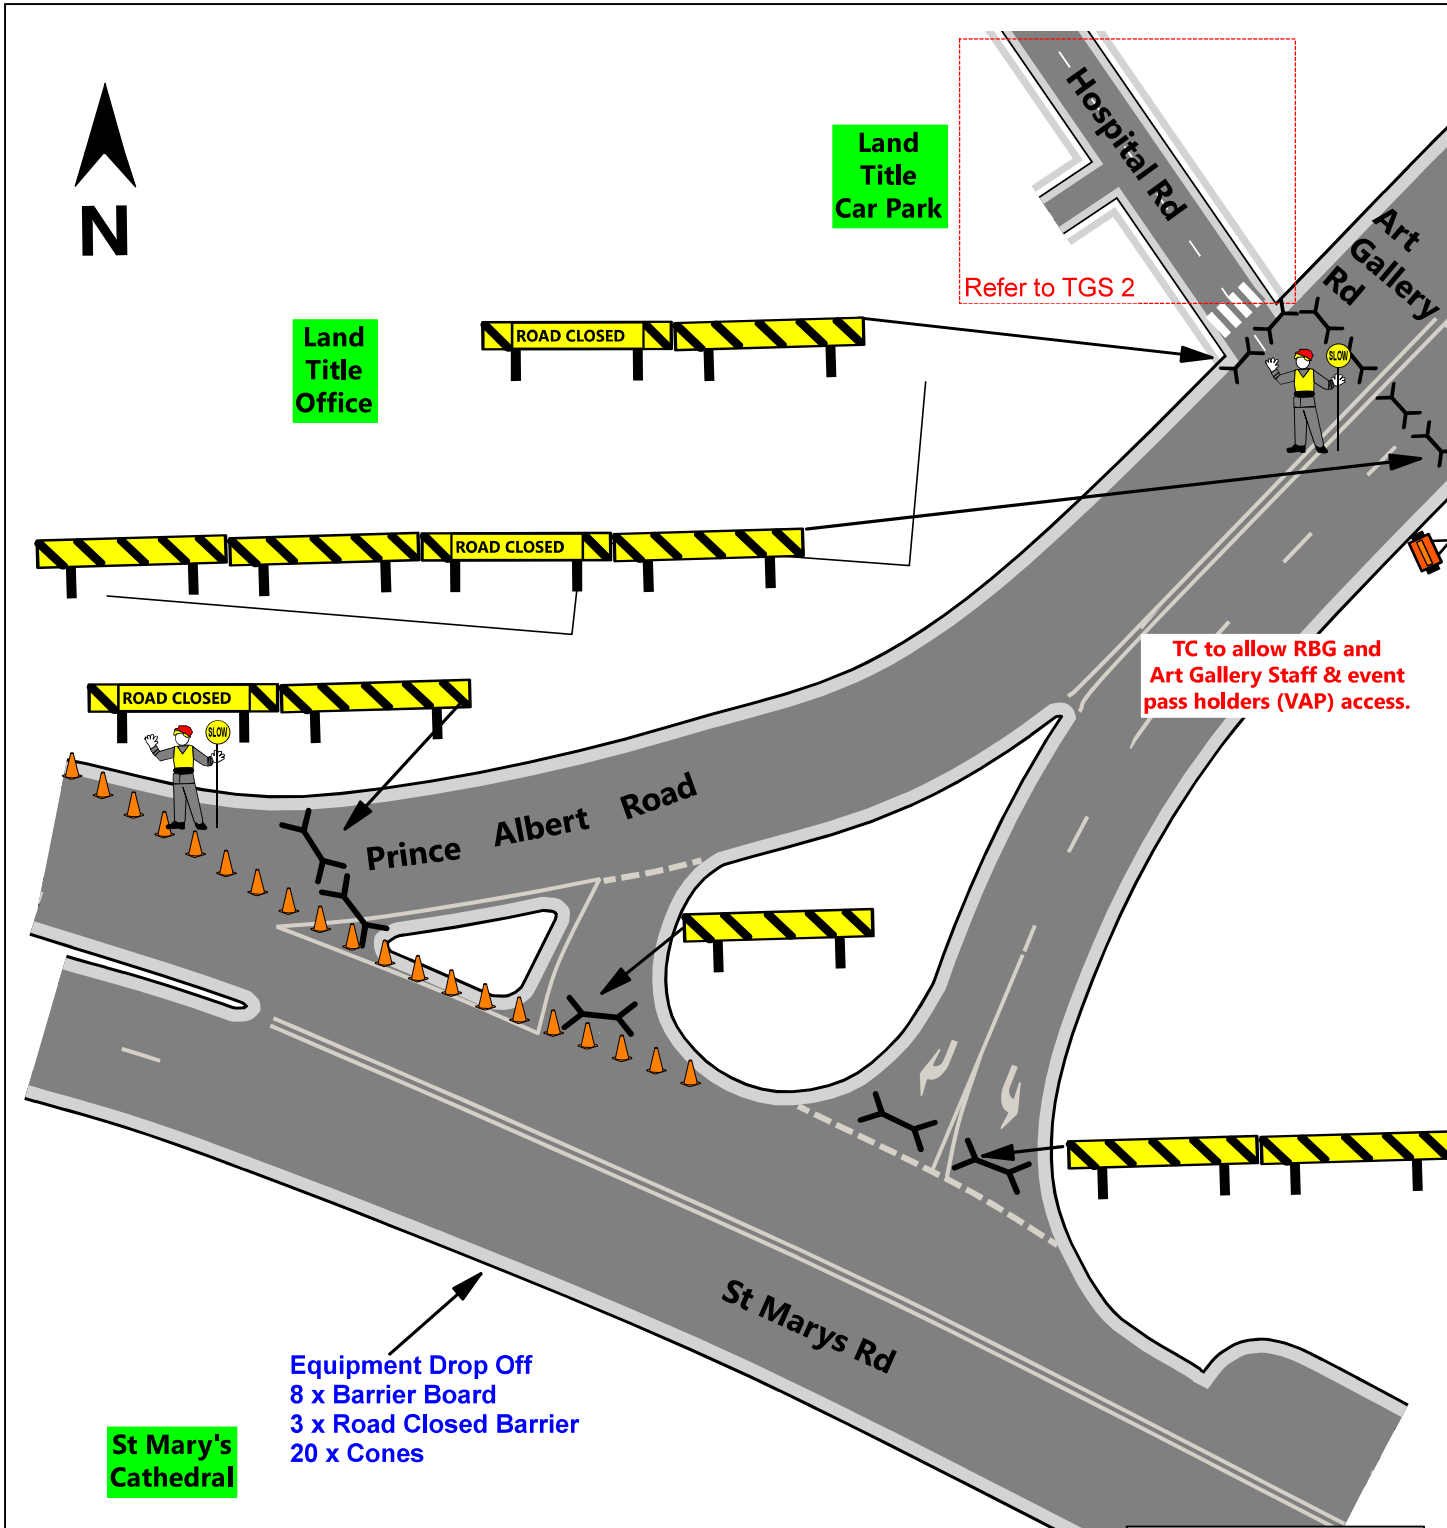 N
Land
Title
Car Park
Hospital Rd
Art
Gallery
Rd
Refer to TGS 2
ROAD CLOSED
Land
Title
Office
SLOW
ROAD CLOSED
TC to allow RBG and
Art Gallery Staff & event
pass holders (VAP) access.
ROAD CLOSED
SLOW
Prince Albert Road
St Marys Rd
Equipment Drop Off
8 x Barrier Board
3 x Road Closed Barrier
20 x Cones
St Mary's
Cathedral